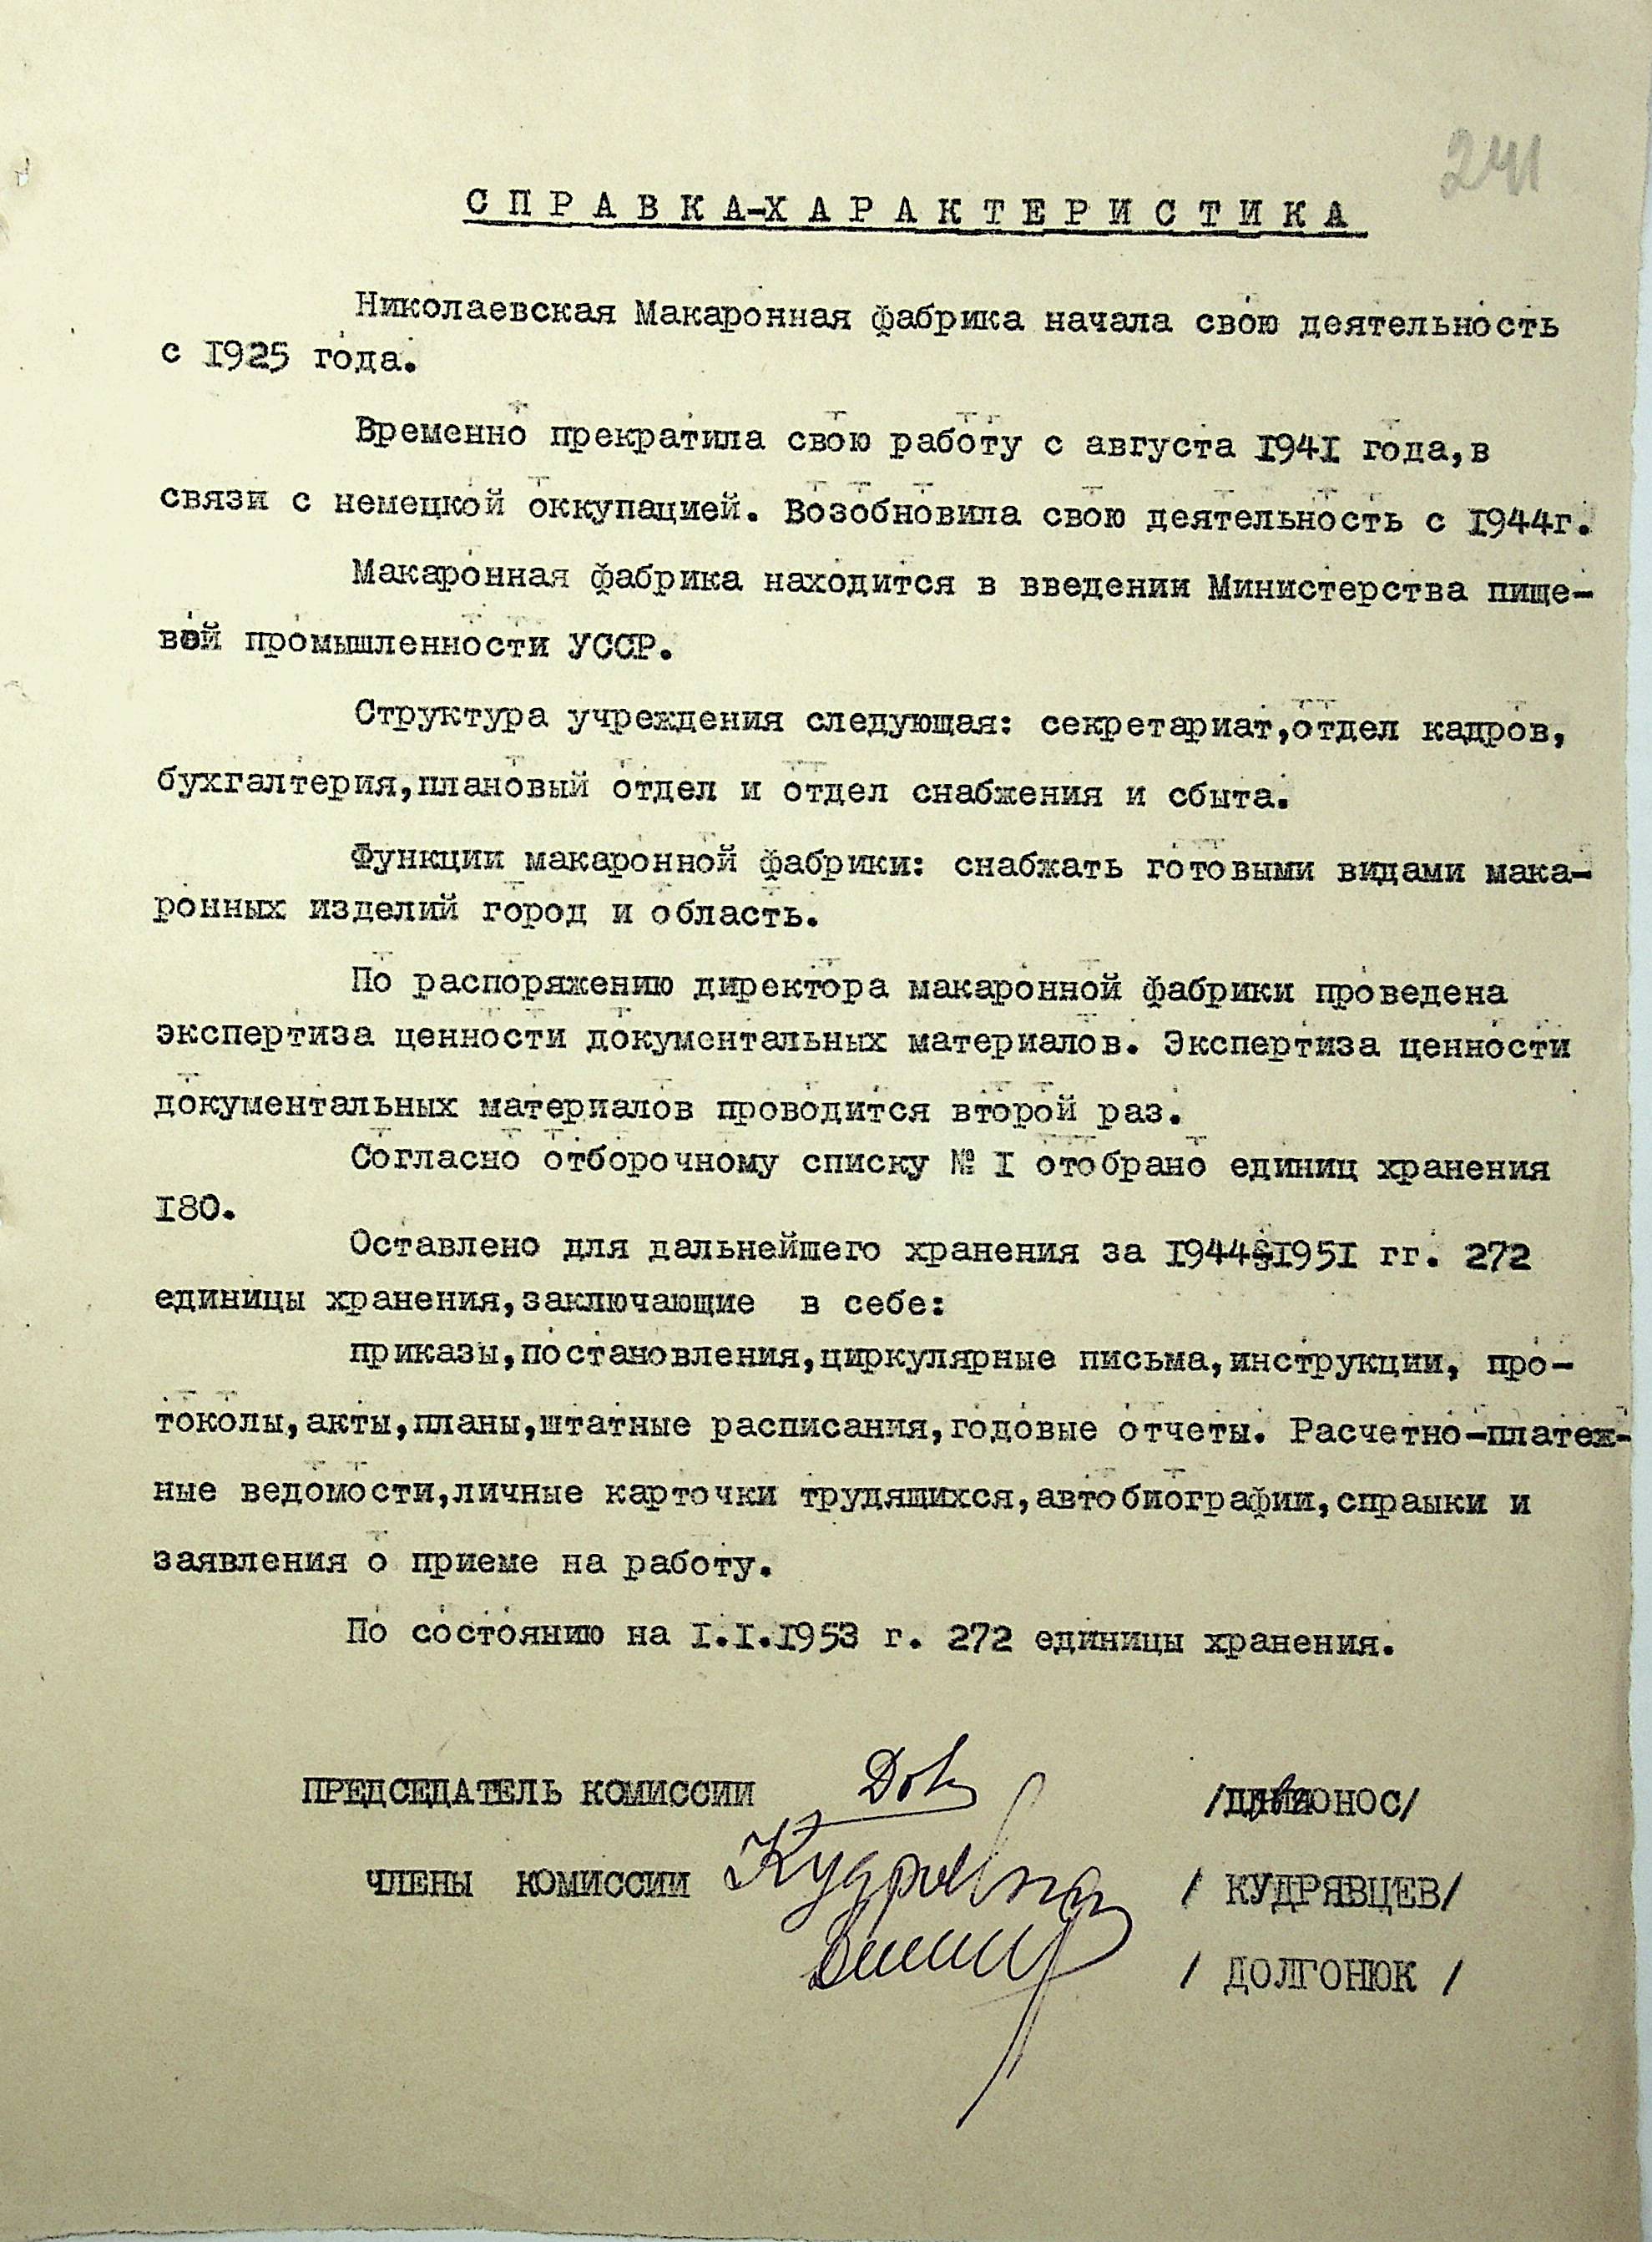 241
СПРАВКА-ХАРАКТЕРИСТИКА
Николаевская Макаронная фабрика начала свою деятельность
с 1925 года.
Временно прекратила свою работу с августа 1941 года,в
связи с немецкой оккупацией. Возобновила свою деятельность с 1944г.
Макаронная фабрика находится в введении Министерства пище-
вой промышленности УССР.
Структура учреждения следующая: секретариат,отдел кадров,
бухгалтерия,плановый отдел и отдел снабжения и сбыта.
Функции макаронной фабрики: снабжать готовыми видами мака-
ронных изделий город и область.
По распоряжению директора макаронной фабрики проведена
экспертиза ценности документальных материалов. Экспертиза ценности
документальных материалов проводится второй раз.
Согласно отборочному списку № I отобрано единиц хранения
180.
Оставлено для дальнейшего хранения за 1944-1951 гг. 272
единицы хранения,заключающие в себе:
приказы,постановления,циркулярные письма,инструкции, про-
токолы,акты,планы,штатные расписания,годовые отчеты. Расчетно-платеж-
ные ведомости,личные карточки трудящихся,автобиографии,спраыки и
заявления о приеме на работу.
По состоянию на I.I.1953 г. 272 единицы хранения.
ПРЕДСЕДАТЕЛЬ КОМИССИИ
ЧЛЕНЫ КОМИССИИ / КУДРЯВЦЕВ/
/ ДОЛГОНЮК /